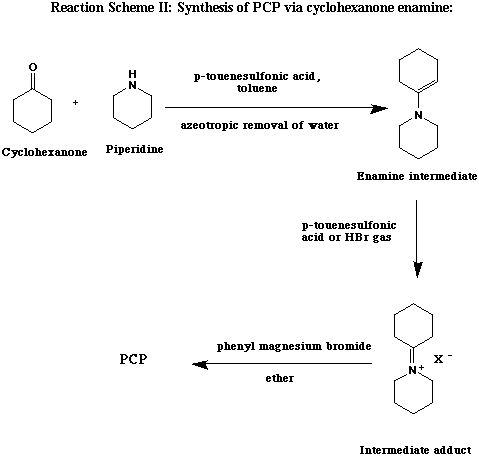 Reaction Scheme II: Synthesis of PCP via cyclohexanone enamine:
O
H
N
+
p-touenesulfonic acid,
toluene
azeotropic removal of water
Cyclohexanone
Piperidine
N
Enamine intermediate
p-touenesulfonic
acid or HBr gas
PCP
phenyl magnesium bromide
ether
N+
X -
Intermediate adduct